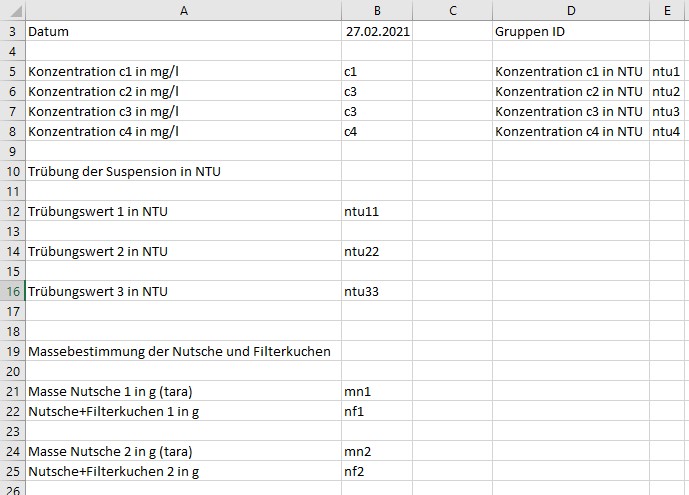 A B C D E
3 Datum 27.02.2021 Gruppen ID
4
5 Konzentration c1 in mg/l c1 Konzentration c1 in NTU ntu1
6 Konzentration c2 in mg/l c3 Konzentration c2 in NTU ntu2
7 Konzentration c3 in mg/l c3 Konzentration c3 in NTU ntu3
8 Konzentration c4 in mg/l c4 Konzentration c4 in NTU ntu4
9
10 Trübung der Suspension in NTU
11
12 Trübungswert 1 in NTU ntu11
13
14 Trübungswert 2 in NTU ntu22
15
16 Trübungswert 3 in NTU ntu33
17
18
19 Massebestimmung der Nutsche und Filterkuchen
20
21 Masse Nutsche 1 in g (tara) mn1
22 Nutsche+Filterkuchen 1 in g nf1
23
24 Masse Nutsche 2 in g (tara) mn2
25 Nutsche+Filterkuchen 2 in g nf2
26